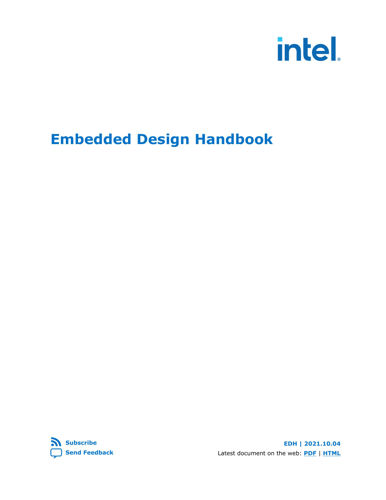 intel.
Embedded Design Handbook
Subscribe
Send Feedback
EDH | 2021.10.04
Latest document on the web: PDF | HTML